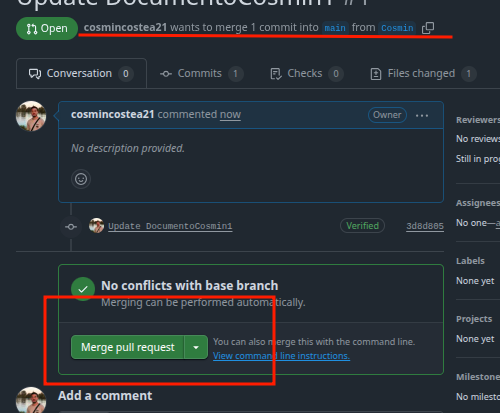 Update DocumentoCosmin1 #1
Open
cosmincostea21 wants to merge 1 commit into main from Cosmin
Conversation 0
Commits 1
Checks 0
Files changed 1
cosmincostea21 commented now
Owner
No description provided.
Update DocumentoCosmin1
Verified
3d8d805
No conflicts with base branch
Merging can be performed automatically.
Merge pull request
You can also merge this with the command line.
View command line instructions.
Add a comment
Reviewers
No reviews
Still in prog
Assignees
No one—a
Labels
None yet
Projects
None yet
Milestone
No milest